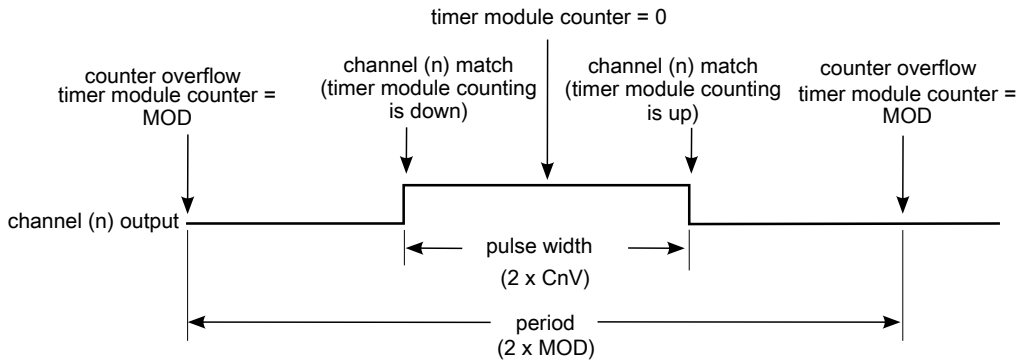 timer module counter = 0
counter overflow
timer module counter =
MOD
channel (n) match
(timer module counting
is down)
channel (n) match
(timer module counting
is up)
counter overflow
timer module counter =
MOD
channel (n) output
pulse width
(2 x CnV)
period
(2 x MOD)